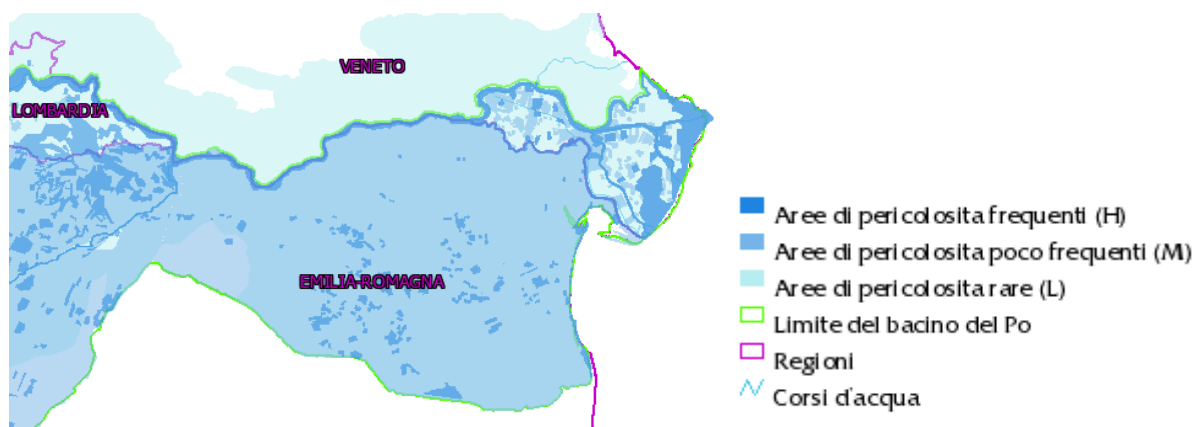 VENETO
LOMBARDIA
EMILIA-ROMAGNA
Aree di pericolosita frequenti (H)
Aree di pericolosita poco frequenti (M)
Aree di pericolosita rare (L)
Limite del bacino del Po
Regioni
Corsi d'acqua